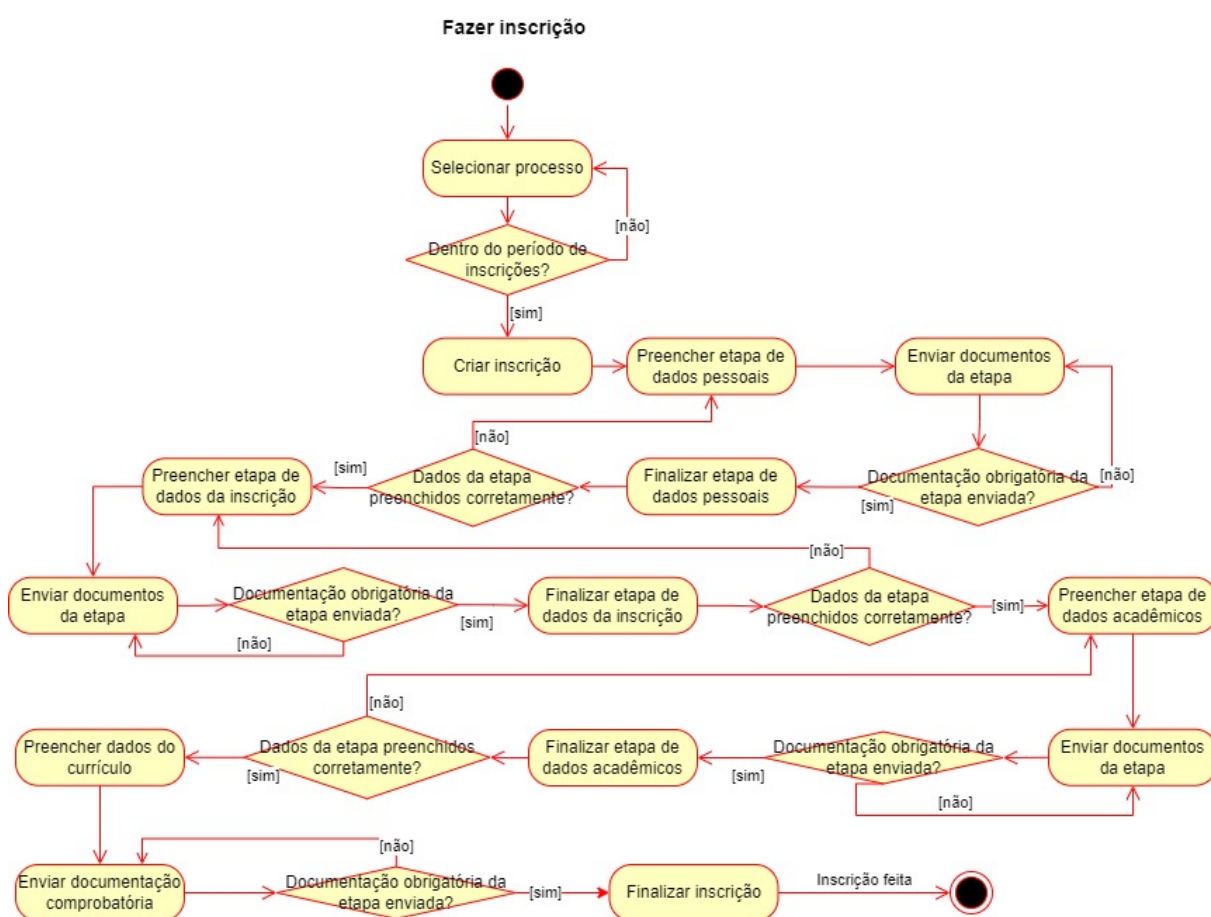 Fazer inscrição
Selecionar processo
[não]
Dentro do período de
inscrições?
[sim]
Criar inscrição
Preencher etapa de
dados pessoais
Enviar documentos
da etapa
[não]
Documentação obrigatória da
etapa enviada?
[sim]
Finalizar etapa de
dados pessoais
[não]
Dados da etapa
preenchidos corretamente?
[sim]
Preencher etapa de
dados da inscrição
Enviar documentos
da etapa
Documentação obrigatória da
etapa enviada?
[não]
[sim]
Finalizar etapa de
dados da inscrição
[não]
Dados da etapa
preenchidos corretamente?
[sim]
Preencher etapa de
dados acadêmicos
Enviar documentos
da etapa
Documentação obrigatória da
etapa enviada?
[não]
[sim]
Finalizar etapa de
dados acadêmicos
[não]
Dados da etapa preenchidos
corretamente?
[sim]
Preencher dados do
currículo
Enviar documentação
comprobatória
[não]
Documentação obrigatória da
etapa enviada?
[sim]
Finalizar inscrição
Inscrição feita